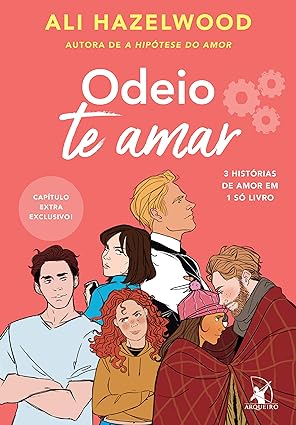 ALI HAZELWOOD
AUTORA DE A HIPÓTESE DO AMOR
Odeio
te amar
3 HISTÓRIAS
DE AMOR EM
1 SÓ LIVRO
CAPÍTULO
EXTRA
EXCLUSIVO!
ARQUEIRO